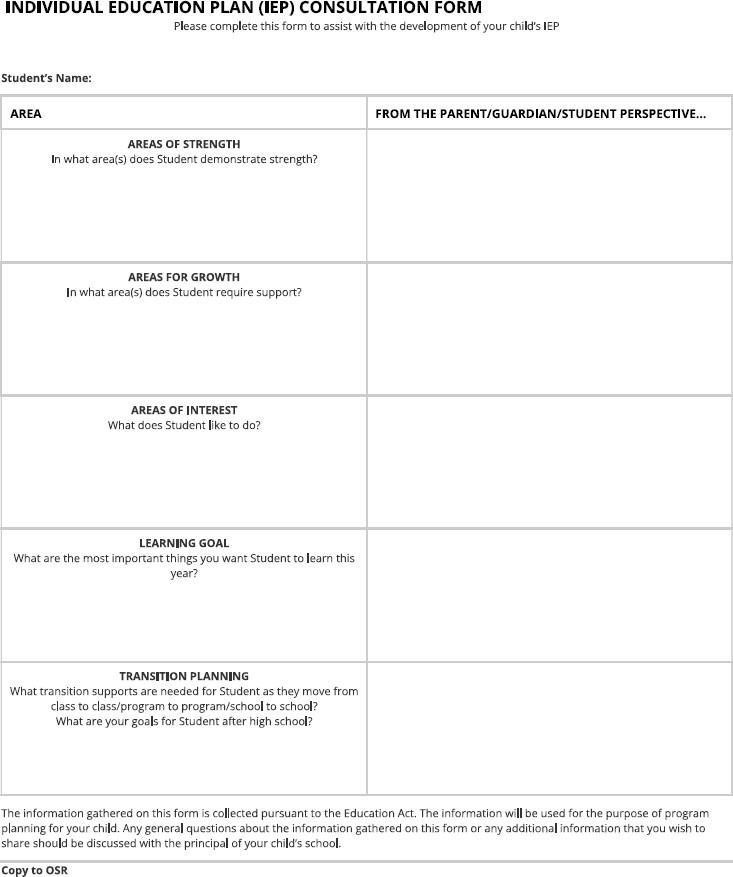 INDIVIDUAL EDUCATION PLAN (IEP) CONSULTATION FORM
Please complete this form to assist with the development of your child's IEP
Student's Name:
AREA
FROM THE PARENT/GUARDIAN/STUDENT PERSPECTIVE...
AREAS OF STRENGTH
In what area(s) does Student demonstrate strength?
AREAS FOR GROWTH
In what area(s) does Student require support?
AREAS OF INTEREST
What does Student like to do?
LEARNING GOAL
What are the most important things you want Student to learn this
year?
TRANSITION PLANNING
What transition supports are needed for Student as they move from
class to class/program to program/school to school?
What are your goals for Student after high school?
The information gathered on this form is collected pursuant to the Education Act. The information will be used for the purpose of program
planning for your child. Any general questions about the information gathered on this form or any additional information that you wish to
share should be discussed with the principal of your child's school.
Copy to OSR